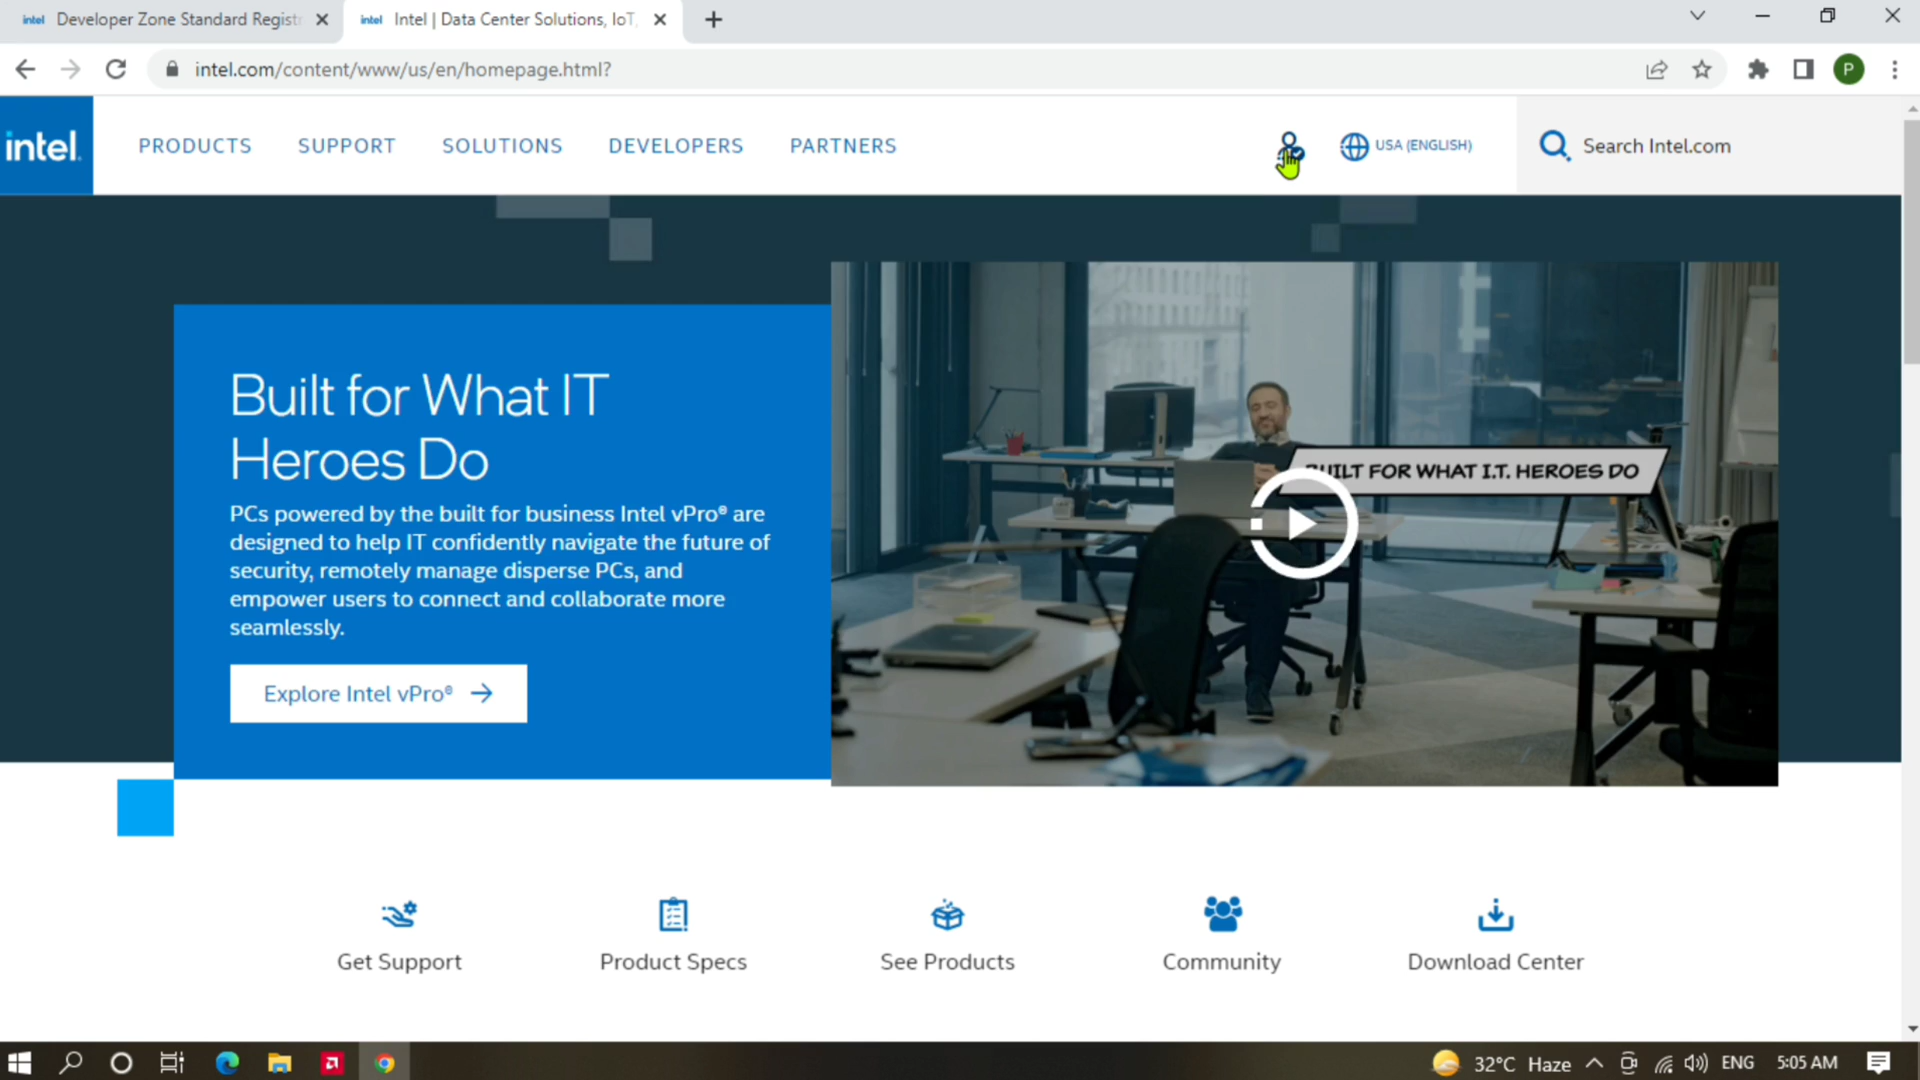 intel Developer Zone Standard Registr
intel Intel | Data Center Solutions, IoT,
intel.com/content/www/us/en/homepage.html?
P
intel.
PRODUCTS
SUPPORT
SOLUTIONS
DEVELOPERS
PARTNERS
USA (ENGLISH)
Search Intel.com
Built for What IT
Heroes Do
PCs powered by the built for business Intel vPro® are
designed to help IT confidently navigate the future of
security, remotely manage disperse PCs, and
empower users to connect and collaborate more
seamlessly.
Explore Intel vPro®
BUILT FOR WHAT I.T. HEROES DO
Get Support
Product Specs
See Products
Community
Download Center
32°C Haze
ENG
5:05 AM